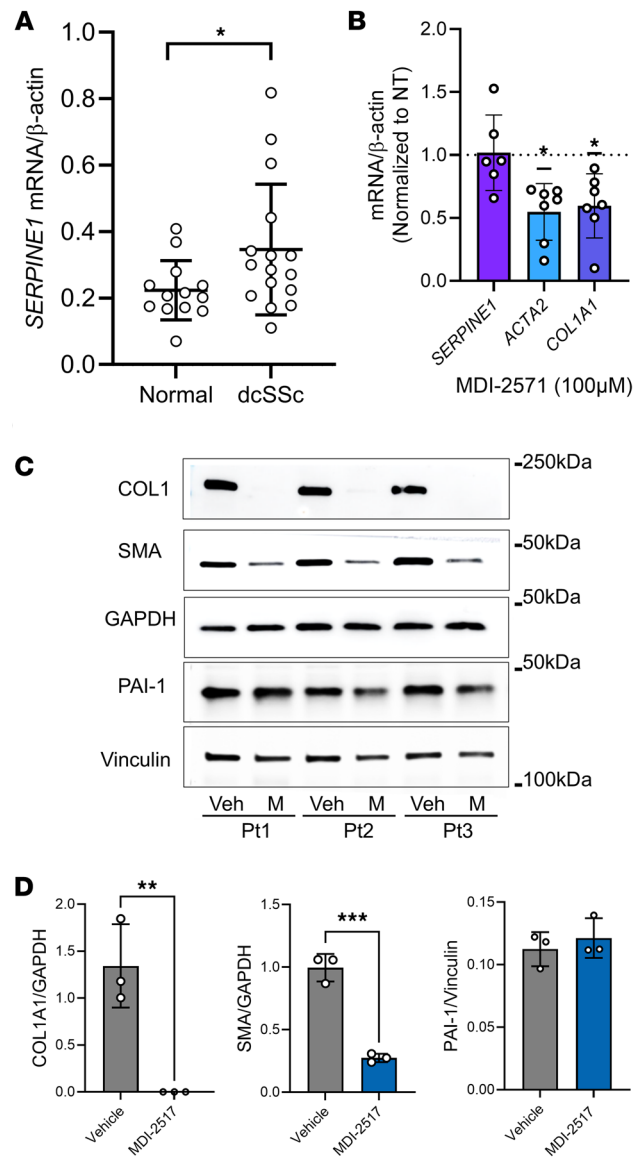 A
SERPINE1 mRNA/β-actin
1.0
0.8
0.6
0.4
0.2
0.0
*
Normal
dcSSc
B
mRNA/β-actin
(Normalized to NT)
2.0
1.5
1.0
0.5
0.0
*
*
SERPINE1
ACTA2
COL1A1
MDI-2571 (100µM)
C
COL1
-250kDa
SMA
-50kDa
GAPDH
-50kDa
PAI-1
-50kDa
Vinculin
-100kDa
Veh M Veh M Veh M
Pt1 Pt2 Pt3
D
COL1A1/GAPDH
2.0
1.5
1.0
0.5
0.0
**
Vehicle
MDI-2517
SMA/GAPDH
1.5
1.0
0.5
0.0
***
Vehicle
MDI-2517
PAI-1/Vinculin
0.15
0.10
0.05
0.00
Vehicle
MDI-2517